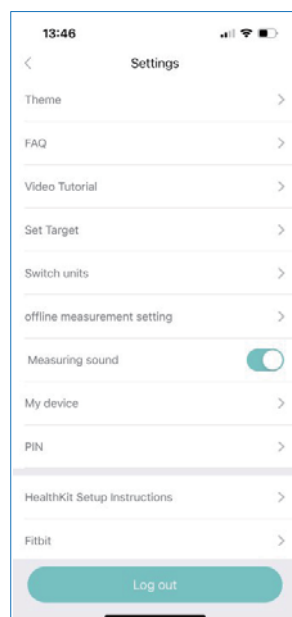 13:46
Settings
Theme
FAQ
Video Tutorial
Set Target
Switch units
offline measurement setting
Measuring sound
My device
PIN
HealthKit Setup Instructions
Fitbit
Log out